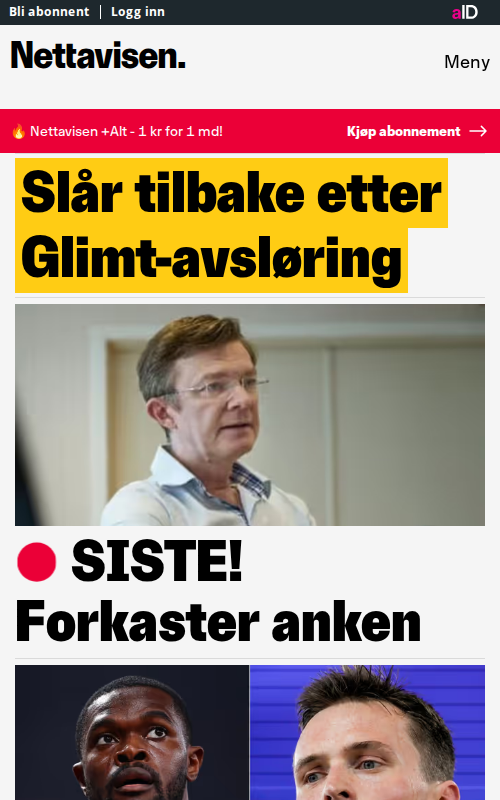 Bli abonnent | Logg inn
aID
Nettavisen.
Meny
🔥 Nettavisen +Alt - 1 kr for 1 md!
Kjøp abonnement →
Slår tilbake etter
Glimt-avsløring
SISTE!
Forkaster anken